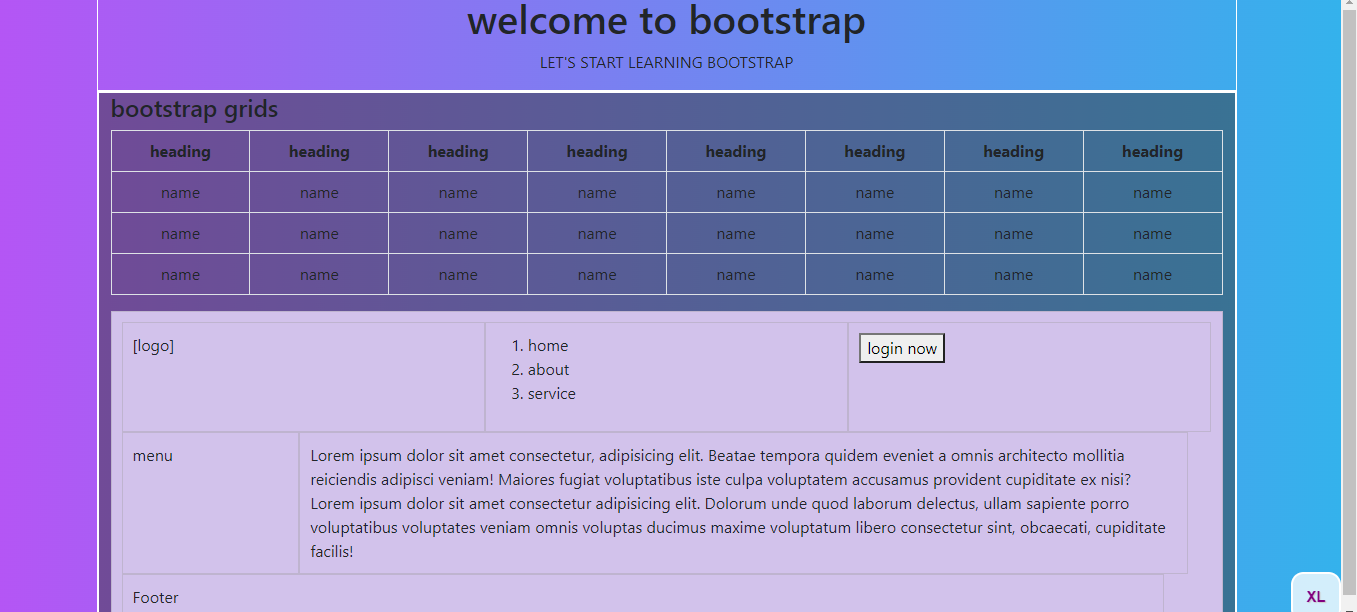 welcome to bootstrap
LET'S START LEARNING BOOTSTRAP
bootstrap grids
heading heading heading heading heading heading heading heading
name name name name name name name name
name name name name name name name name
name name name name name name name name
[logo]
1. home
2. about
3. service
login now
menu
Lorem ipsum dolor sit amet consectetur, adipisicing elit. Beatae tempora quidem eveniet a omnis architecto mollitia
reiciendis adipisci veniam! Maiores fugiat voluptatibus iste culpa voluptatem accusamus provident cupiditate ex nisi?
Lorem ipsum dolor sit amet consectetur adipisicing elit. Dolorum unde quod laborum delectus, ullam sapiente porro
voluptatibus voluptates veniam omnis voluptas ducimus maxime voluptatum libero consectetur sint, obcaecati, cupiditate
facilis!
Footer
XL